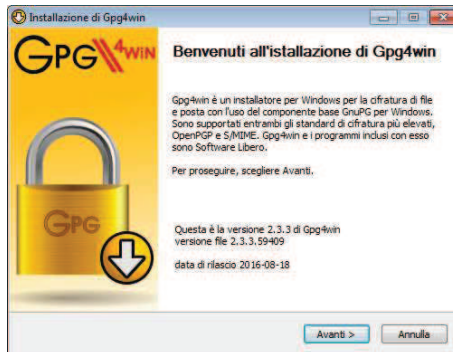 Installazione di Gpg4win
GPG4WIN
Benvenuti all'istallazione di Gpg4win
Gpg4win è un installatore per Windows per la cifratura di file
e posta con l'uso del componente base GnuPG per Windows.
Sono supportati entrambi gli standard di cifratura più elevati,
OpenPGP e S/MIME. Gpg4win e i programmi inclusi con esso
sono Software Libero.
Per proseguire, scegliere Avanti.
GPG
Questa è la versione 2.3.3 di Gpg4win
versione file 2.3.3.59409
data di rilascio 2016-08-18
Avanti >
Annulla